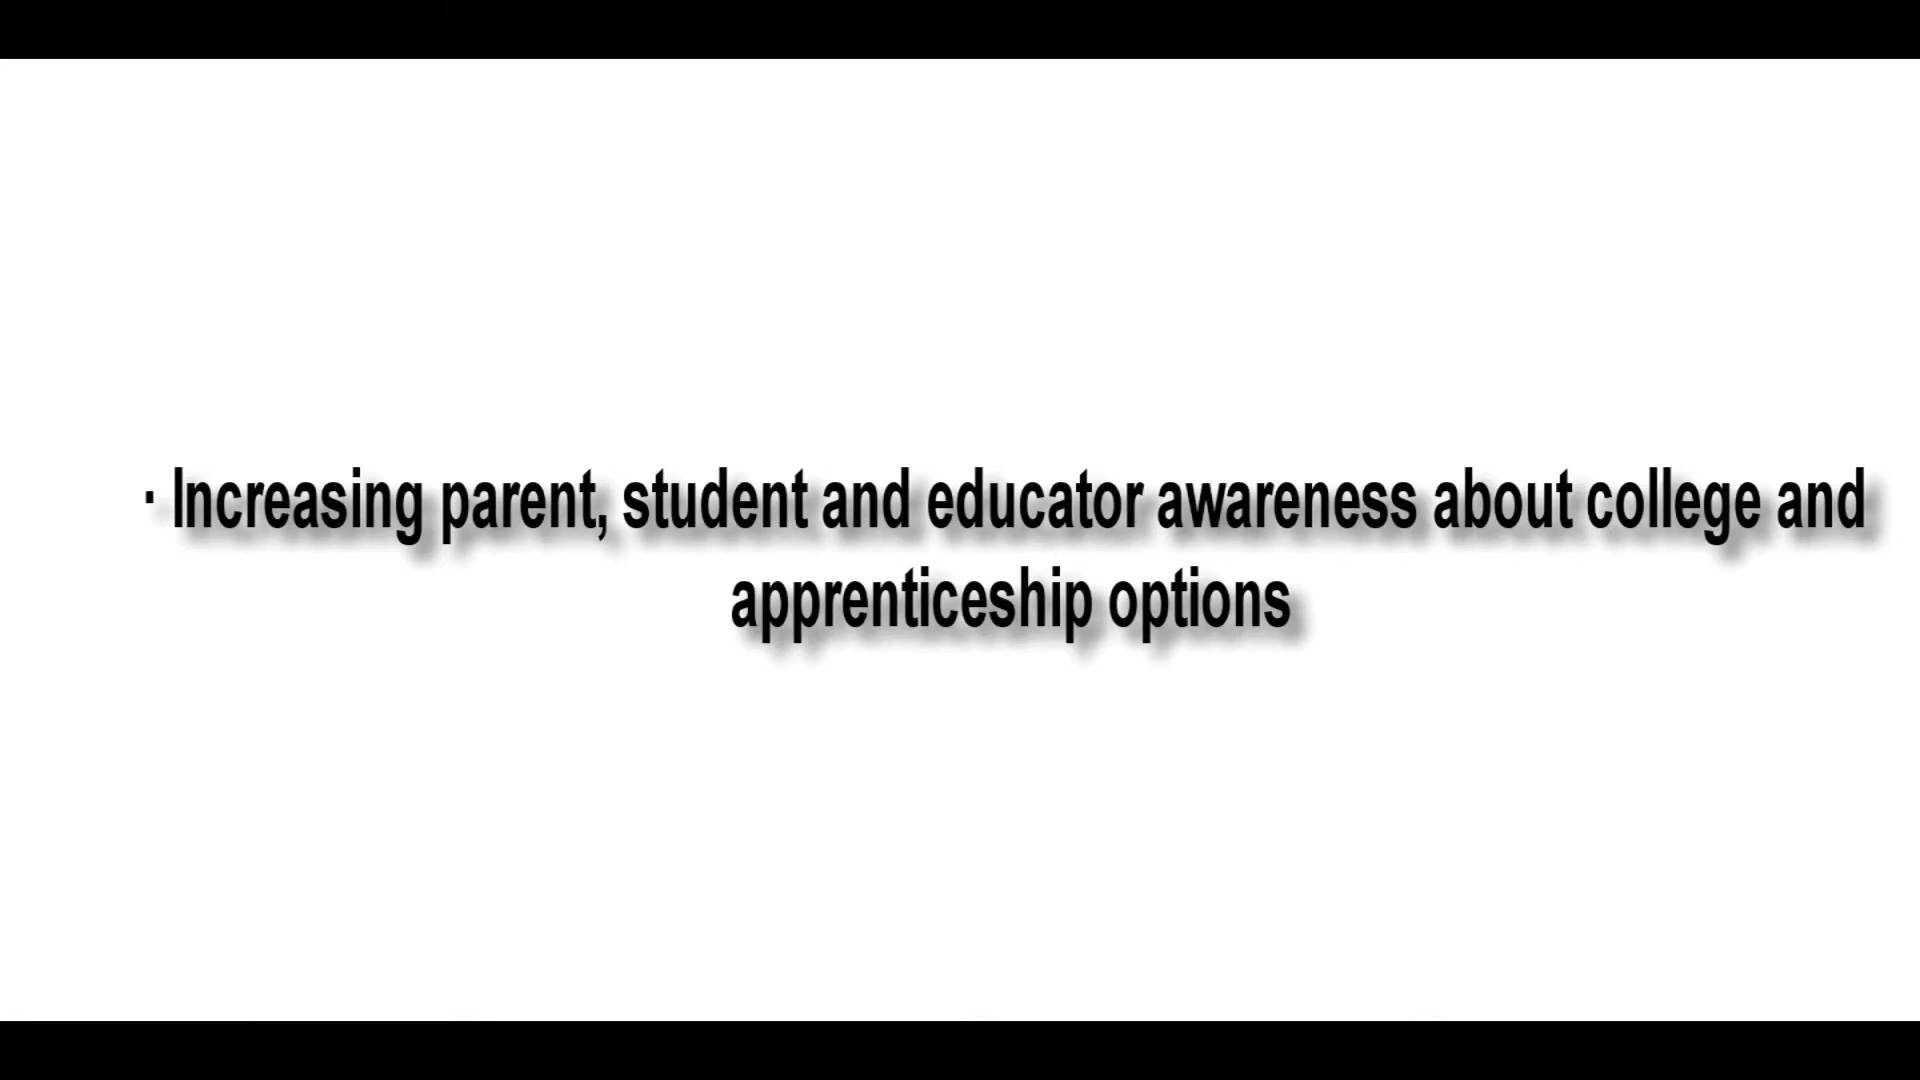 · Increasing parent, student and educator awareness about college and
apprenticeship options